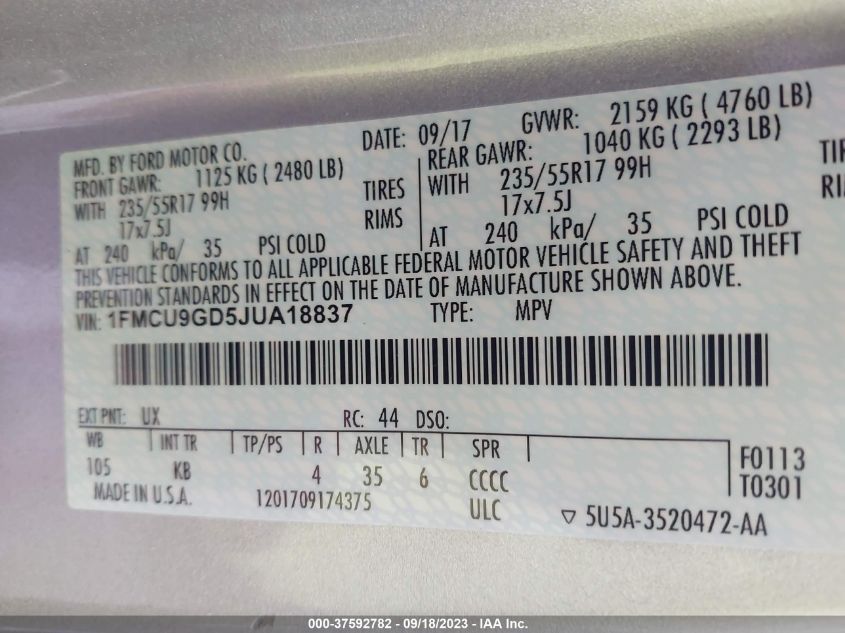 MFD. BY FORD MOTOR CO. DATE: 09/17 GVWR: 2159 KG ( 4760 LB)
FRONT GAWR: 1125 KG ( 2480 LB) REAR GAWR: 1040 KG ( 2293 LB)
WITH 235/55R17 99H TIRES WITH 235/55R17 99H TIR
17x7.5J RIMS 17x7.5J RI
AT 240 kPa/ 35 PSI COLD AT 240 kPa/ 35 PSI COLD
THIS VEHICLE CONFORMS TO ALL APPLICABLE FEDERAL MOTOR VEHICLE SAFETY AND THEFT
PREVENTION STANDARDS IN EFFECT ON THE DATE OF MANUFACTURE SHOWN ABOVE.
VIN: 1FMCU9GD5JUA18837 TYPE: MPV
EXT PNT: UX RC: 44 DSO:
WB INT TR TP/PS R AXLE TR SPR
105 KB 4 35 6 CCCC F0113
MADE IN U.S.A. 1201709174375 ULC T0301
▽ 5U5A-3520472-AA
000-37592782 - 09/18/2023 - IAA Inc.